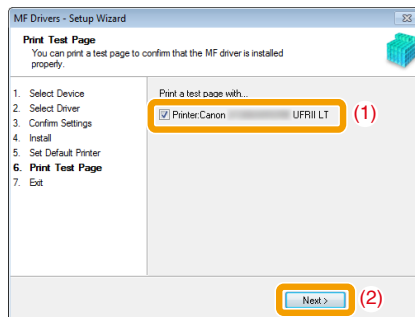 MF Drivers - Setup Wizard
Print Test Page
You can print a test page to confirm that the MF driver is installed
properly.
1. Select Device
2. Select Driver
3. Confirm Settings
4. Install
5. Set Default Printer
6. Print Test Page
7. Exit
Print a test page with...
Printer:Canon UFRII LT
(1)
Next >
(2)